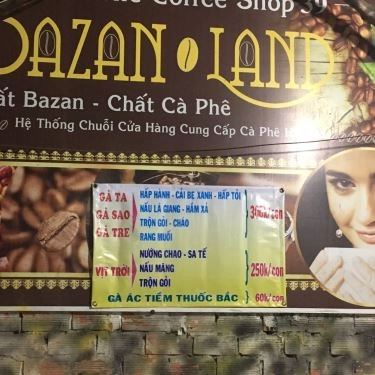 Coffee Shop 39
BAZAN LAND
ất Bazan - Chất Cà Phê
Hệ Thống Chuỗi Cửa Hàng Cung Cấp Cà Phê
GÀ TA
GÀ SAO
GÀ TRE
HẤP HÀNH - CẢI BẸ XANH - HẤP TỎI
NẤU LÁ GIANG - HẦM XẢ
TRỘN GỎI - CHÁO
RANG MUỐI
300k/con
VỊT TRỜI
NƯỚNG CHAO - SA TẾ
NẤU MĂNG
TRỘN GỎI
250k/con
GÀ ÁC TIỀM THUỐC BẮC 60k/con